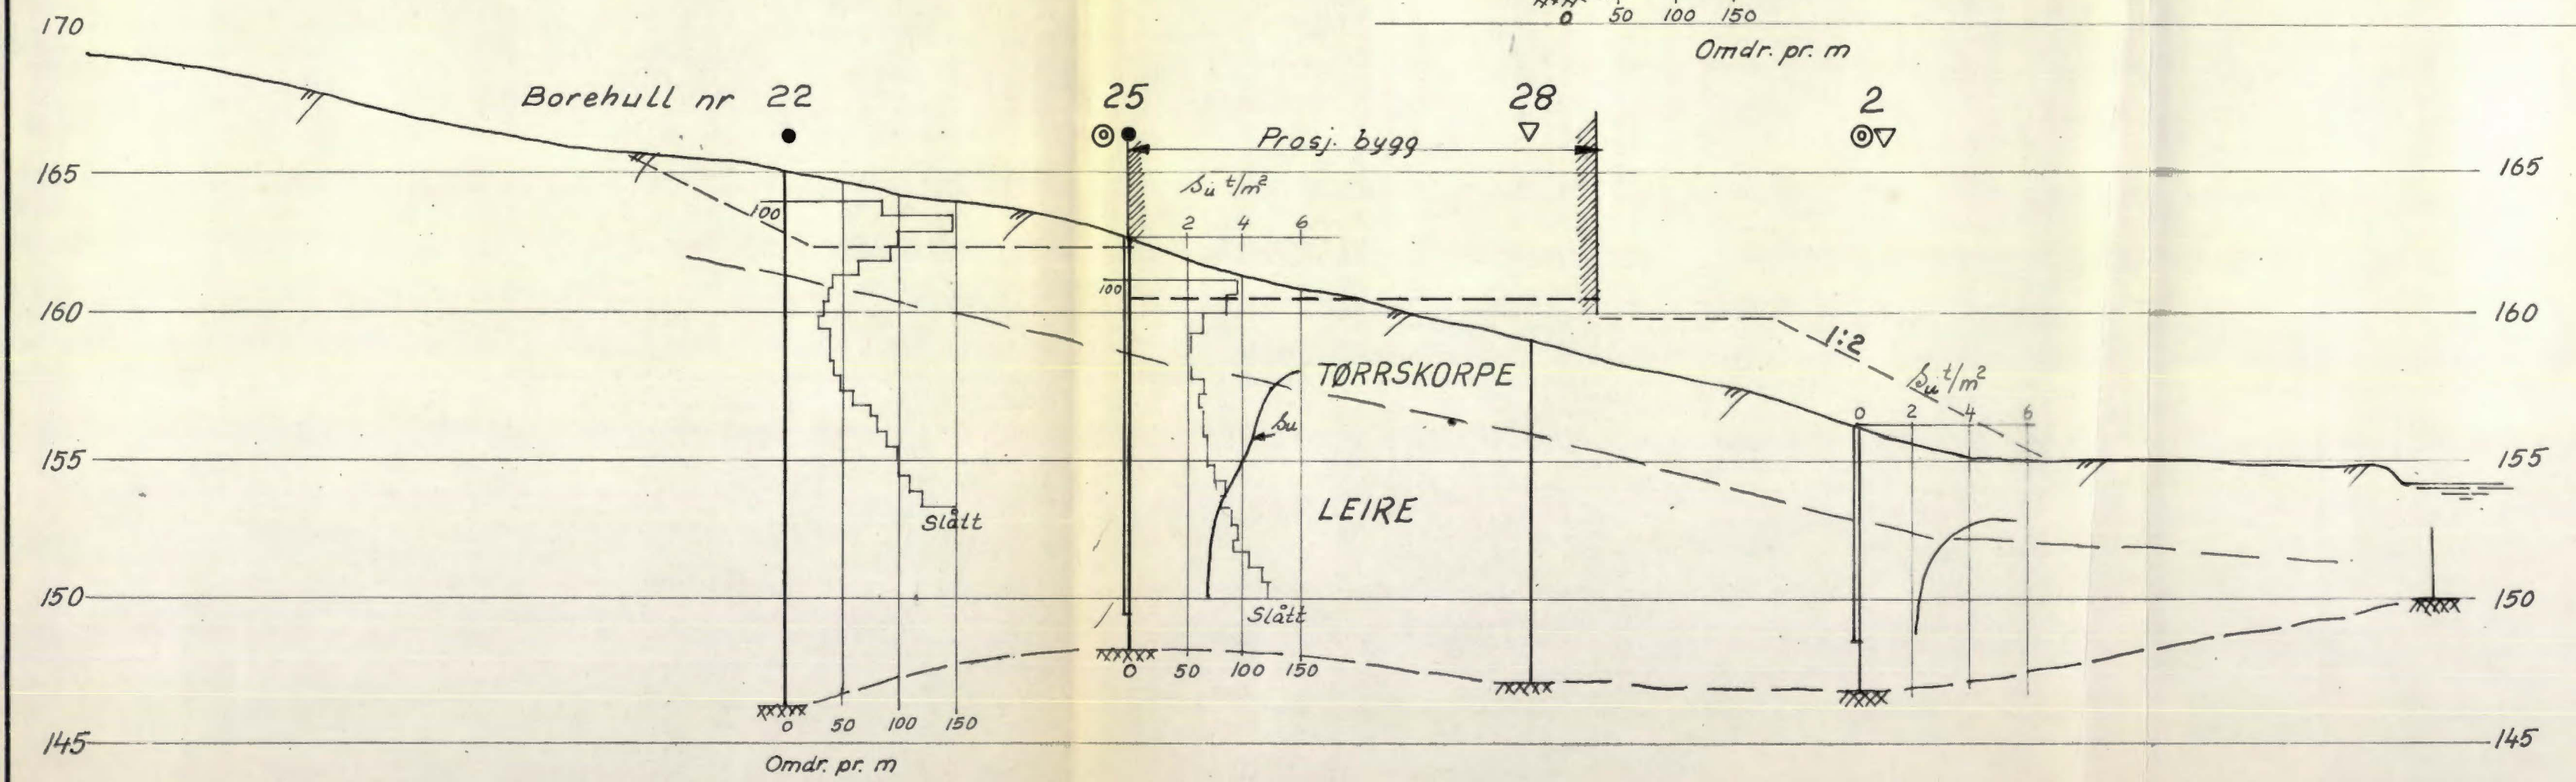 0 50 100 150
170
Omdr. pr. m
Borehull nr 22 25 28 2
Prosj. bygg
165 165
su t/m²
100
2 4 6
100
160 160
1:2
TØRRSKORPE
su t/m²
su
0 2 4 6
155 155
LEIRE
Slått
150 150
Slått
0 50 100 150
0 50 100 150
145 145
Omdr. pr. m